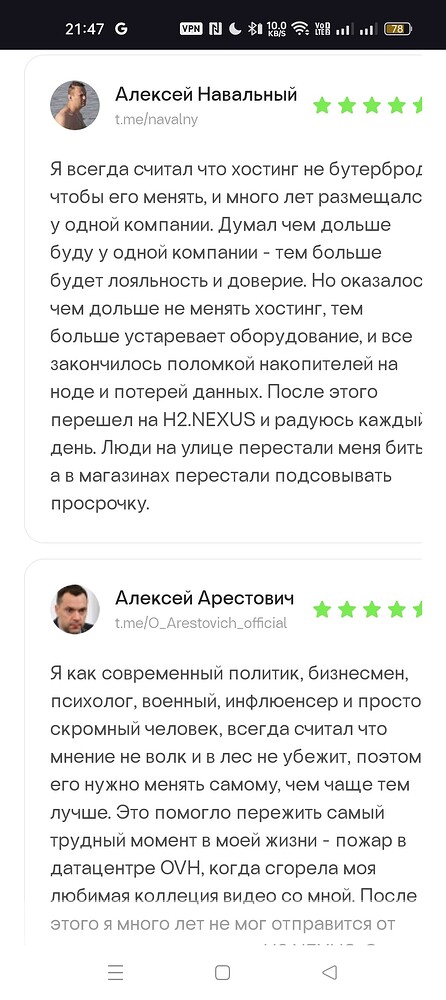 21:47 G VPN 10.0 KB/S VoD LTE 78
Алексей Навальный
t.me/navalny
Я всегда считал что хостинг не бутерброд
чтобы его менять, и много лет размещалс
у одной компании. Думал чем дольше
буду у одной компании - тем больше
будет лояльность и доверие. Но оказалос
чем дольше не менять хостинг, тем
больше устаревает оборудование, и все
закончилось поломкой накопителей на
ноде и потерей данных. После этого
перешел на H2.NEXUS и радуюсь каждый
день. Люди на улице перестали меня бить
а в магазинах перестали подсовывать
просрочку.
Алексей Арестович
t.me/O_Arestovich_official
Я как современный политик, бизнесмен,
психолог, военный, инфлюенсер и просто
скромный человек, всегда считал что
мнение не волк и в лес не убежит, поэтом
его нужно менять самому, чем чаще тем
лучше. Это помогло пережить самый
трудный момент в моей жизни - пожар в
датацентре OVH, когда сгорела моя
любимая коллеция видео со мной. После
этого я много лет не мог отправится от